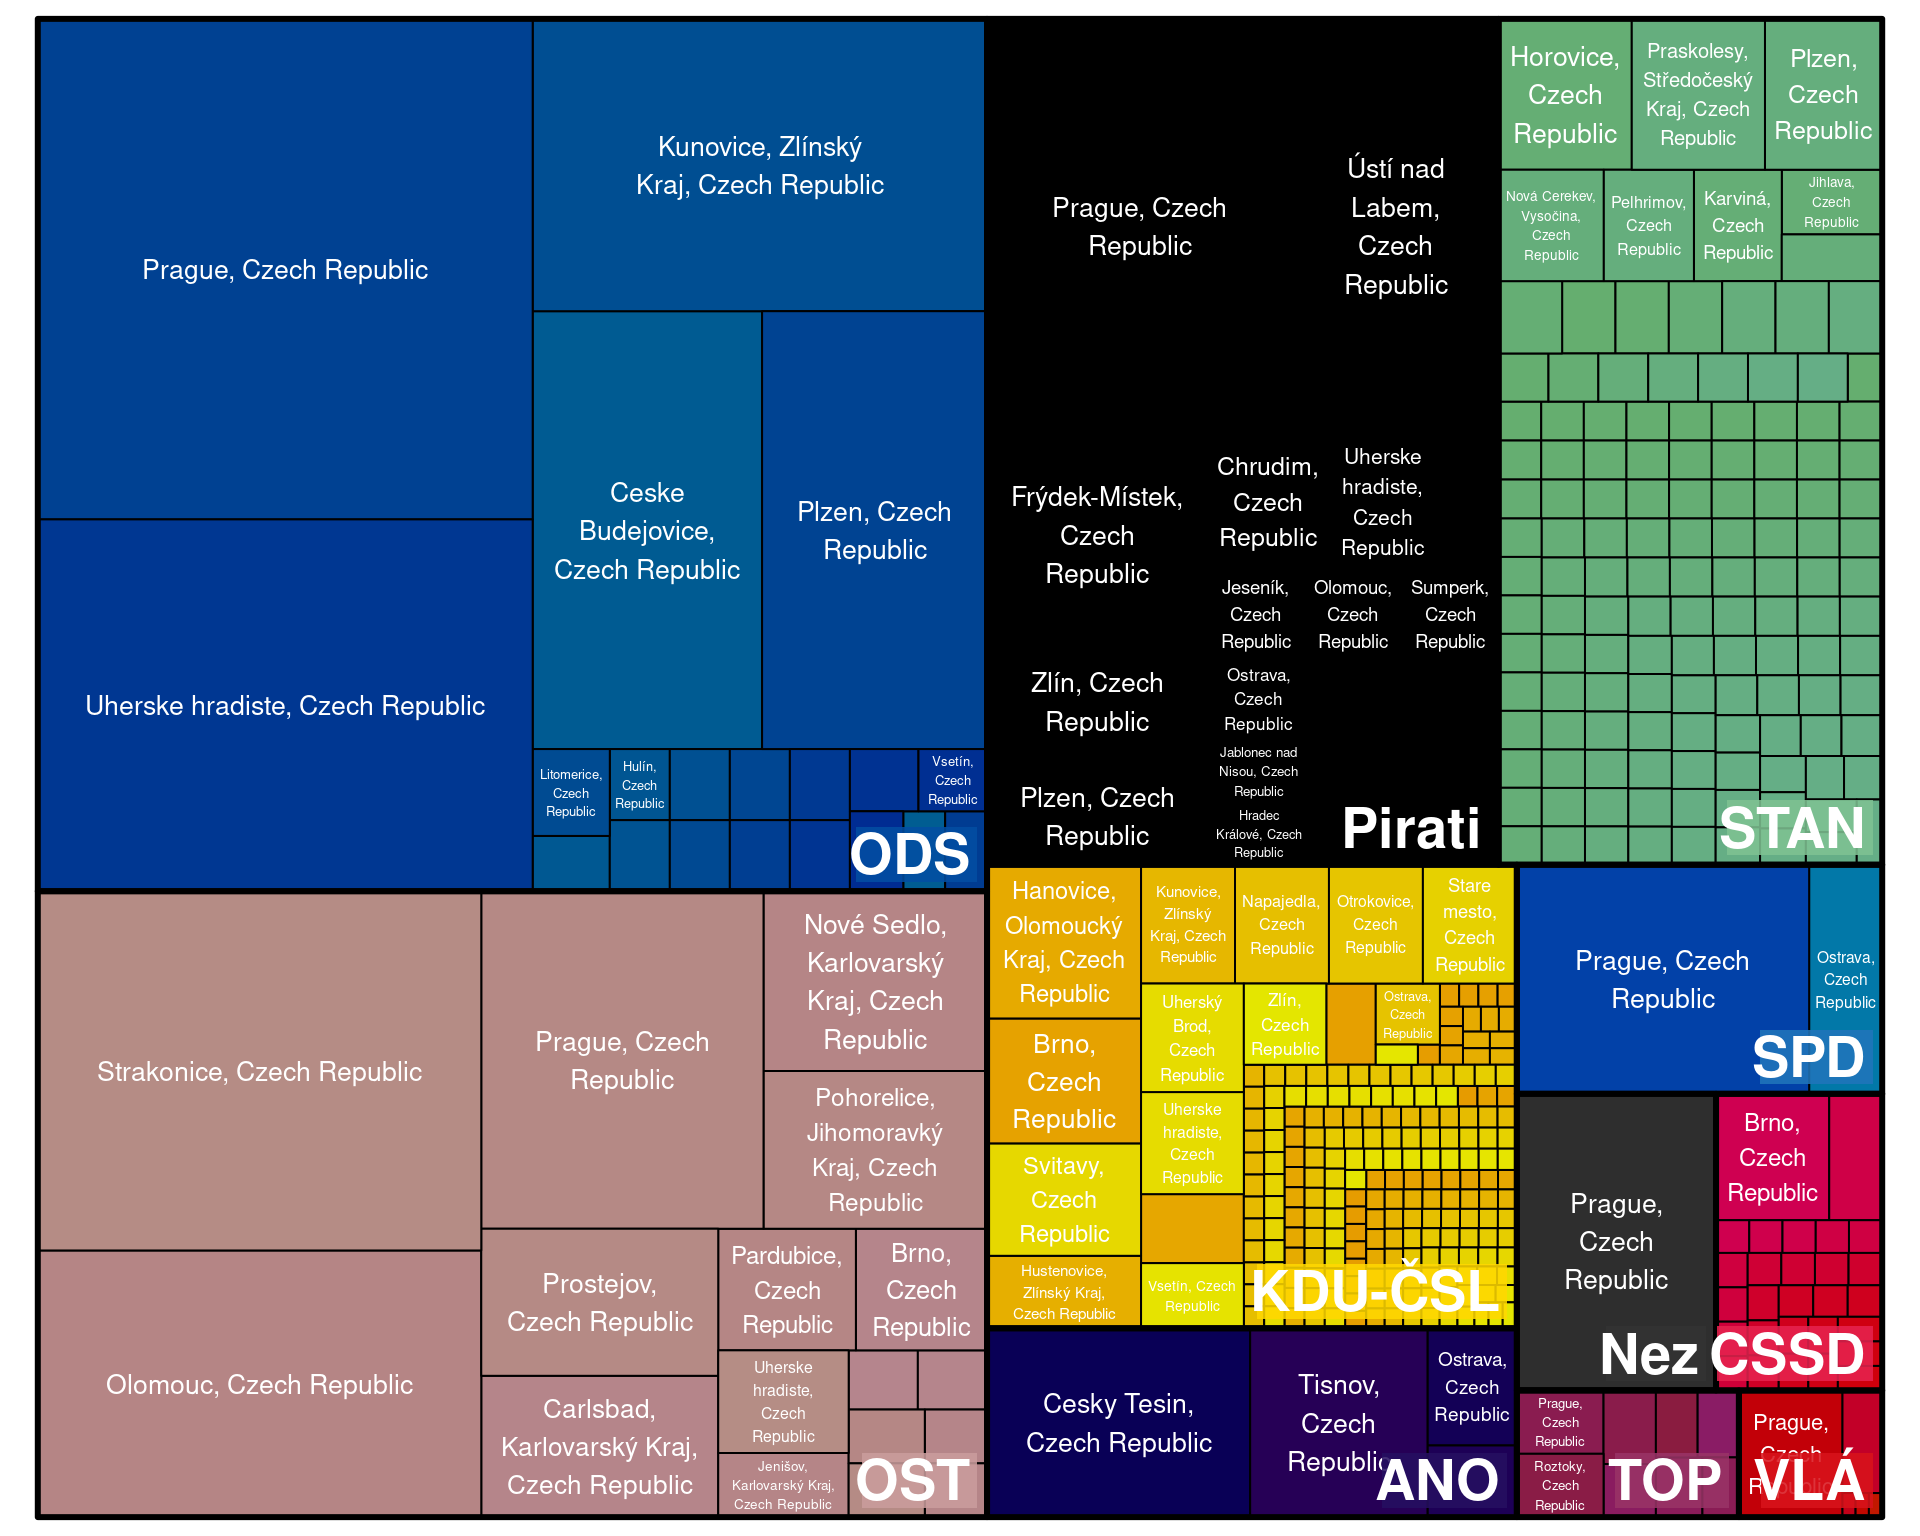 Prague, Czech Republic
Uherske hradiste, Czech Republic
Kunovice, Zlínský
Kraj, Czech Republic
Ceske
Budejovice,
Czech Republic
Plzen, Czech
Republic
Litomerice,
Czech
Republic
Hulín,
Czech
Republic
Vsetín,
Czech
Republic
ODS
Strakonice, Czech Republic
Olomouc, Czech Republic
Prague, Czech
Republic
Nové Sedlo,
Karlovarský
Kraj, Czech
Republic
Pohorelice,
Jihomoravký
Kraj, Czech
Republic
Prostejov,
Czech Republic
Carlsbad,
Karlovarský Kraj,
Czech Republic
Pardubice,
Czech
Republic
Brno,
Czech
Republic
Uherske
hradiste,
Czech
Republic
Jenišov,
Karlovarský Kraj,
Czech Republic
OST
Prague, Czech
Republic
Ústí nad
Labem,
Czech
Republic
Frýdek-Místek,
Czech
Republic
Zlín, Czech
Republic
Plzen, Czech
Republic
Chrudim,
Czech
Republic
Uherske
hradiste,
Czech
Republic
Jeseník,
Czech
Republic
Olomouc,
Czech
Republic
Sumperk,
Czech
Republic
Ostrava,
Czech
Republic
Jablonec nad
Nisou, Czech
Republic
Hradec
Králové, Czech
Republic
Pirati
Horovice,
Czech
Republic
Praskolesy,
Středočeský
Kraj, Czech
Republic
Plzen,
Czech
Republic
Nová Cerekev,
Vysočina,
Czech
Republic
Pelhrimov,
Czech
Republic
Karviná,
Czech
Republic
Jihlava,
Czech
Republic
STAN
Hanovice,
Olomoucký
Kraj, Czech
Republic
Brno,
Czech
Republic
Svitavy,
Czech
Republic
Hustenovice,
Zlínský Kraj,
Czech Republic
Kunovice,
Zlínský
Kraj, Czech
Republic
Napajedla,
Czech
Republic
Otrokovice,
Czech
Republic
Stare
mesto,
Czech
Republic
Uherský
Brod,
Czech
Republic
Zlín,
Czech
Republic
Ostrava,
Czech
Republic
Uherske
hradiste,
Czech
Republic
Vsetín, Czech
Republic
KDU-ČSL
Cesky Tesin,
Czech Republic
Tisnov,
Czech
Republic
Ostrava,
Czech
Republic
ANO
Prague, Czech
Republic
Ostrava,
Czech
Republic
SPD
Prague,
Czech
Republic
Nez
Brno,
Czech
Republic
CSSD
Prague,
Czech
Republic
Roztoky,
Czech
Republic
TOP
Prague,
Czech
Republic
VLÁ